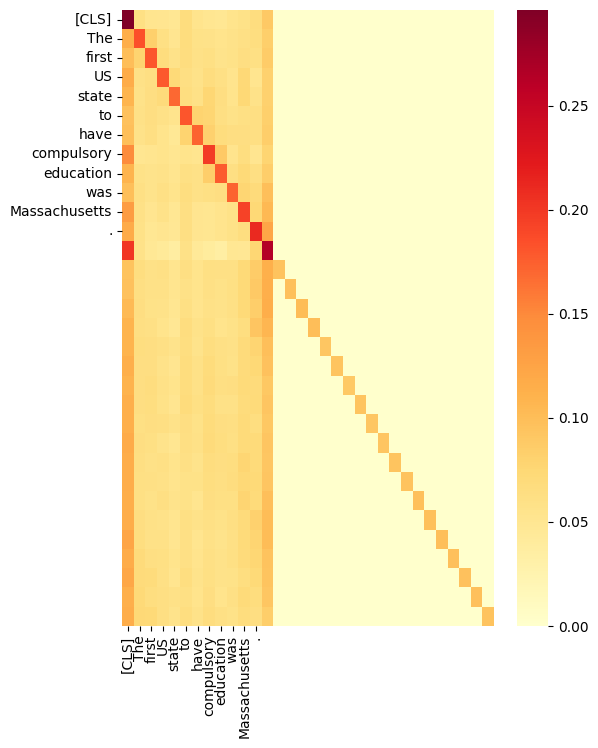 [CLS]
The
first
US
state
to
have
compulsory
education
was
Massachusetts
.
0.25
0.20
0.15
0.10
0.05
0.00
[CLS]
The
first
US
state
to
have
compulsory
education
was
Massachusetts
.